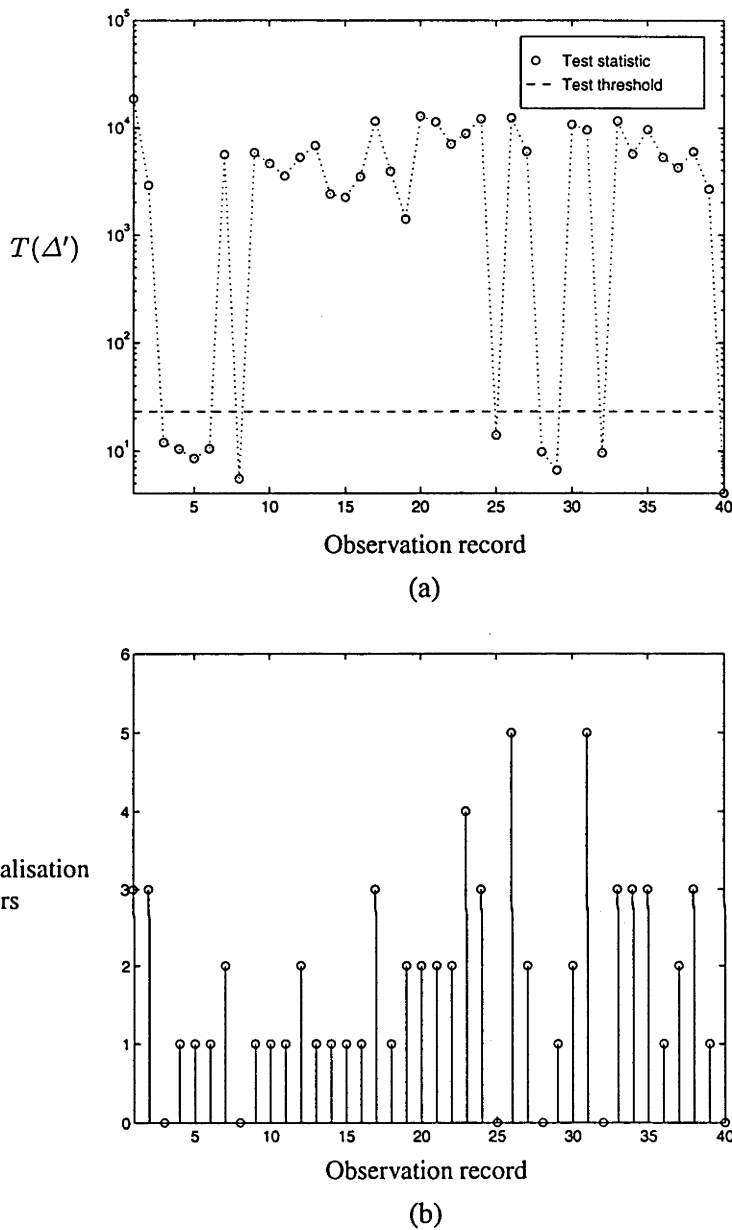 10^5
Test statistic
Test threshold
10^4
10^3
T(Δ′)
10^2
10^1
5 10 15 20 25 30 35 40
Observation record
(a)
6
5
4
alisation
3
rs
2
1
0
5 10 15 20 25 30 35 40
Observation record
(b)